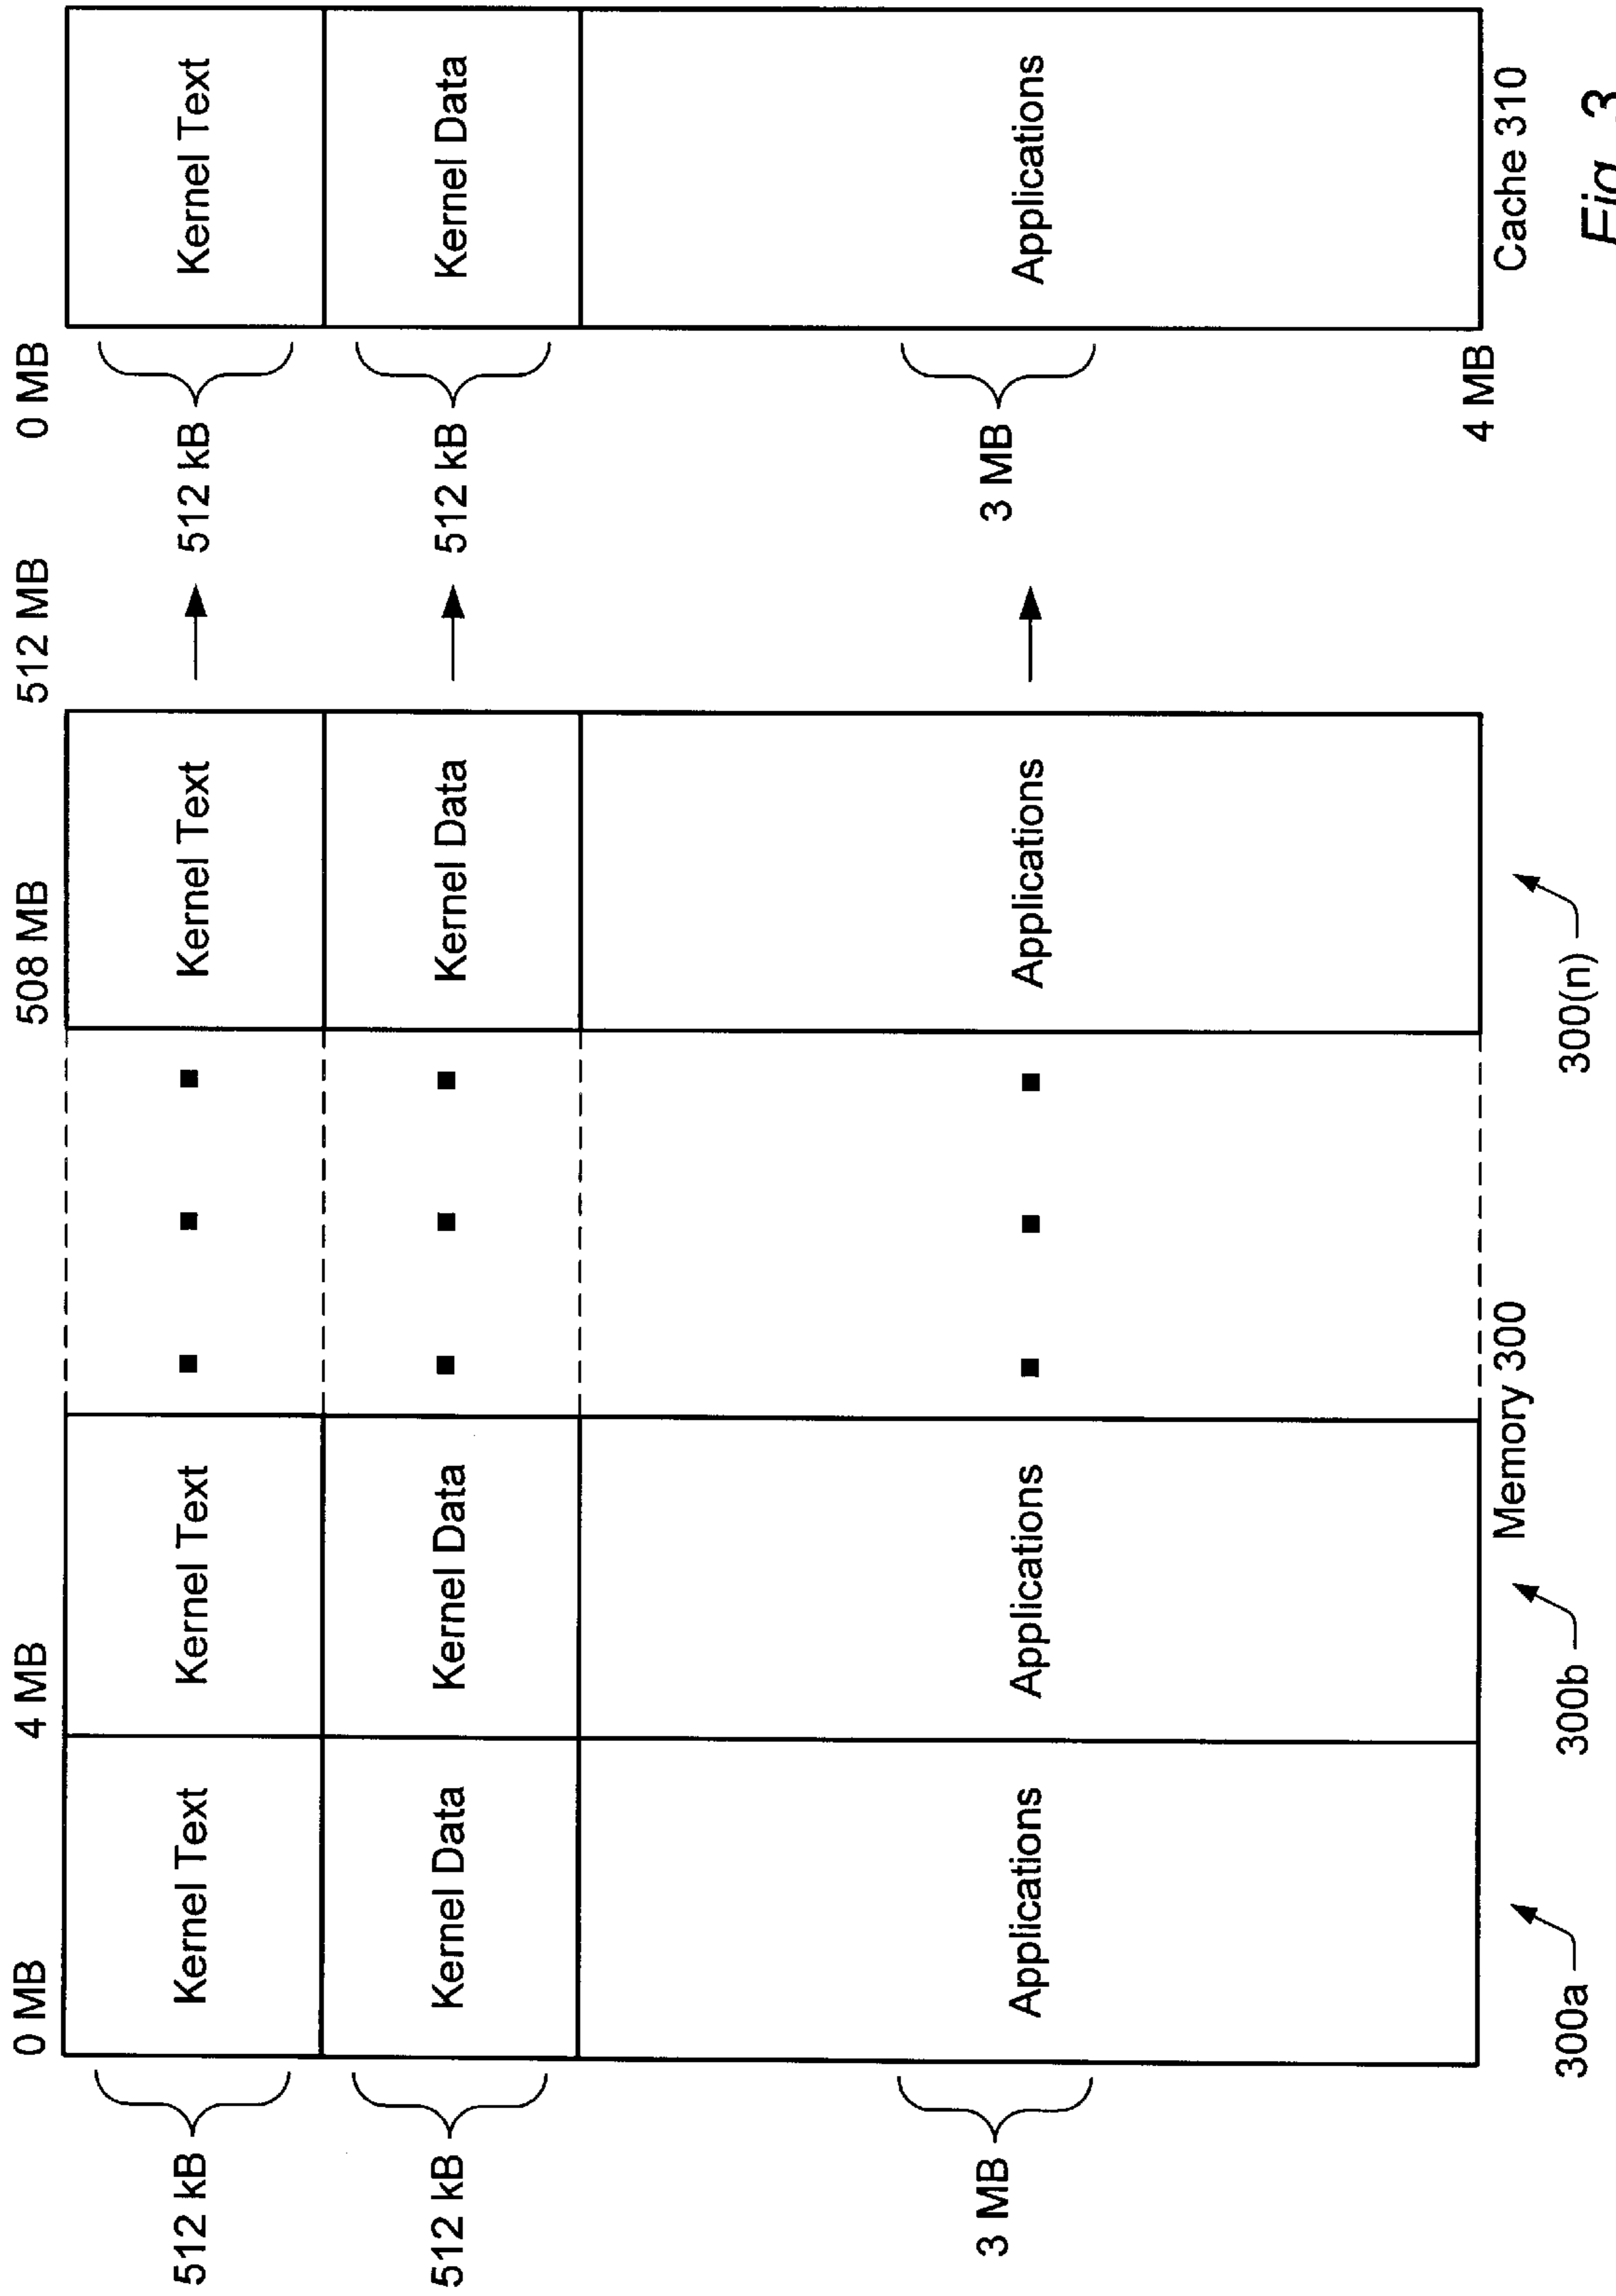 0 MB
4 MB
508 MB
512 MB
0 MB
512 kB
Kernel Text
Kernel Text
Kernel Text
512 kB
Kernel Text
512 kB
Kernel Data
Kernel Data
Kernel Data
512 kB
Kernel Data
3 MB
Applications
Applications
Applications
3 MB
Applications
4 MB
Memory 300
Cache 310
300a
300b
300(n)
Fig. 3